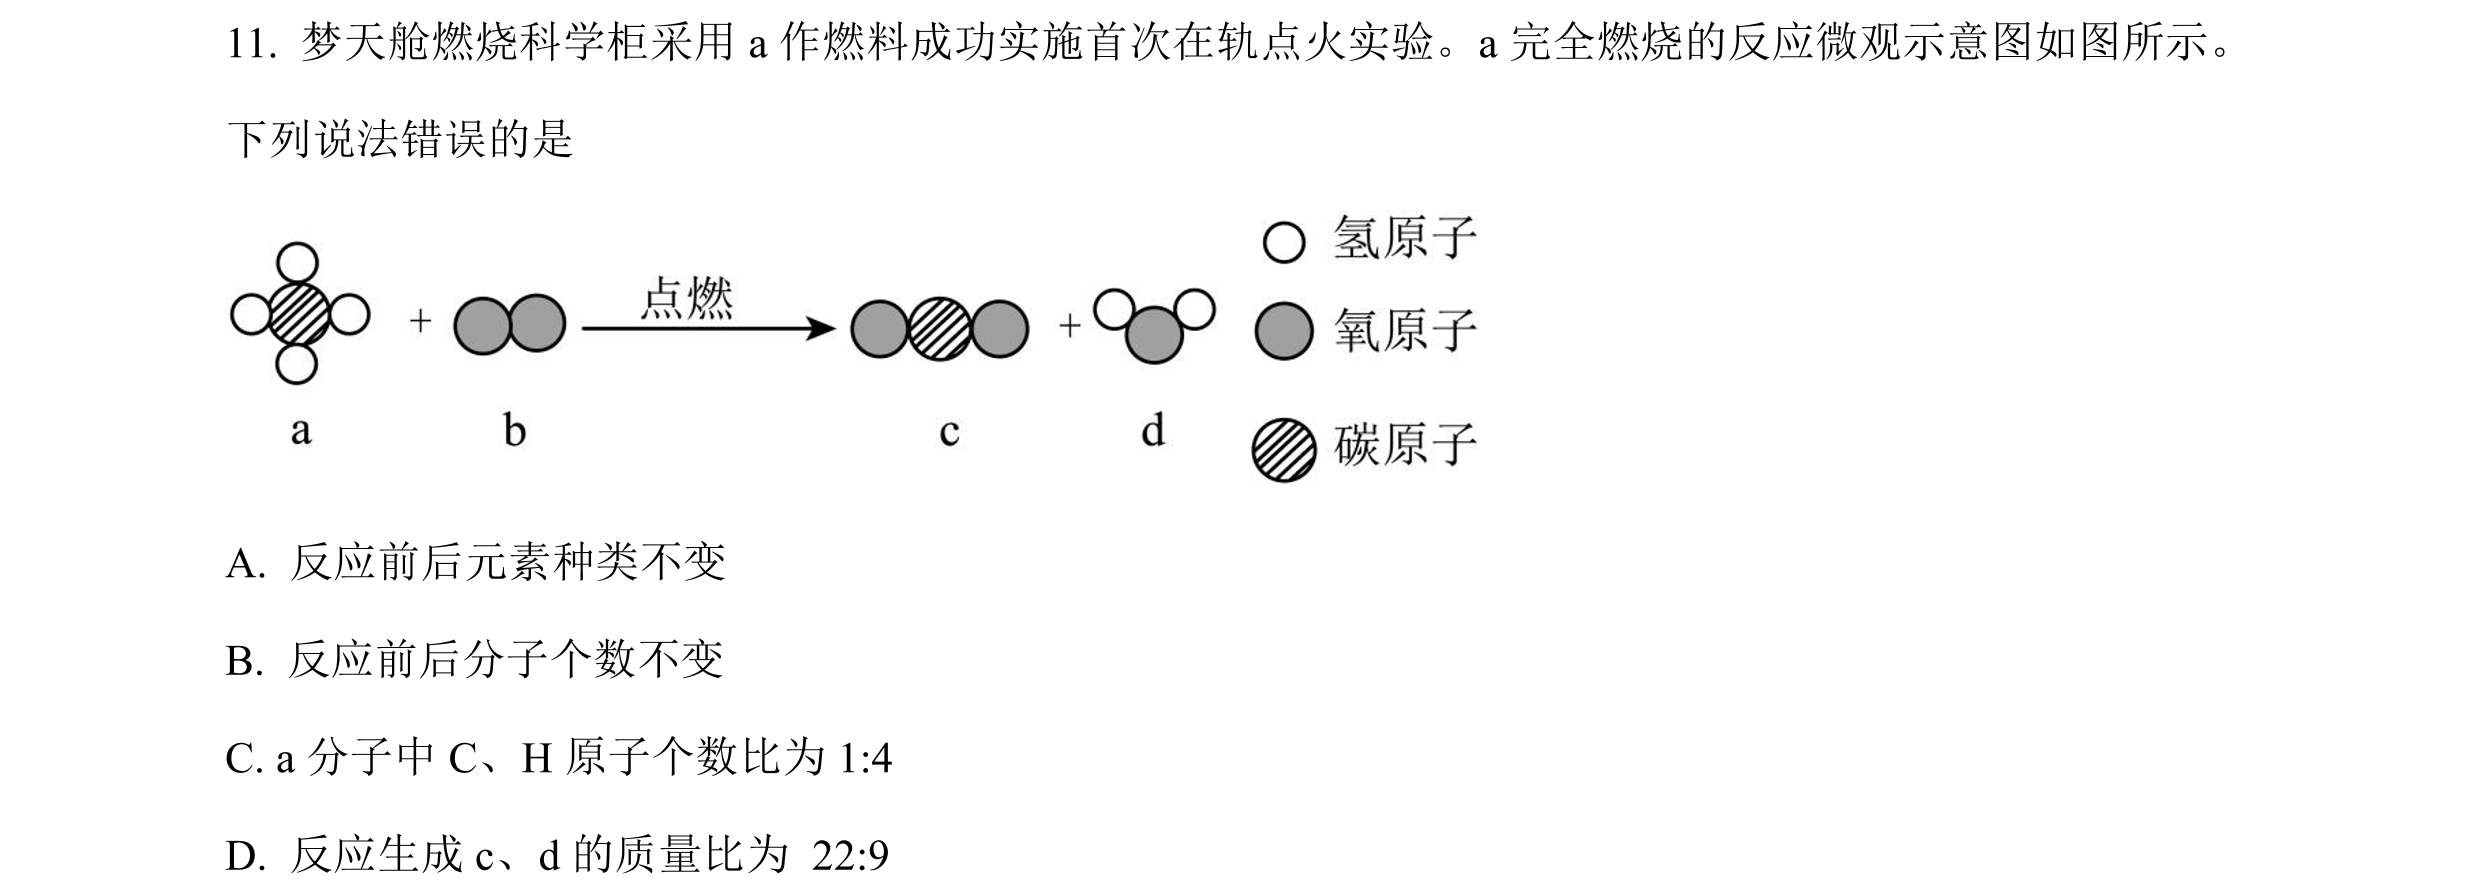 11. 梦天舱燃烧科学柜采用 a 作燃料成功实施首次在轨点火实验。a 完全燃烧的反应微观示意图如图所示。
下列说法错误的是
氢原子
+ 点燃 + 氧原子
a b c d 碳原子
A. 反应前后元素种类不变
B. 反应前后分子个数不变
C. a 分子中 C、H 原子个数比为 1:4
D. 反应生成 c、d 的质量比为 22:9